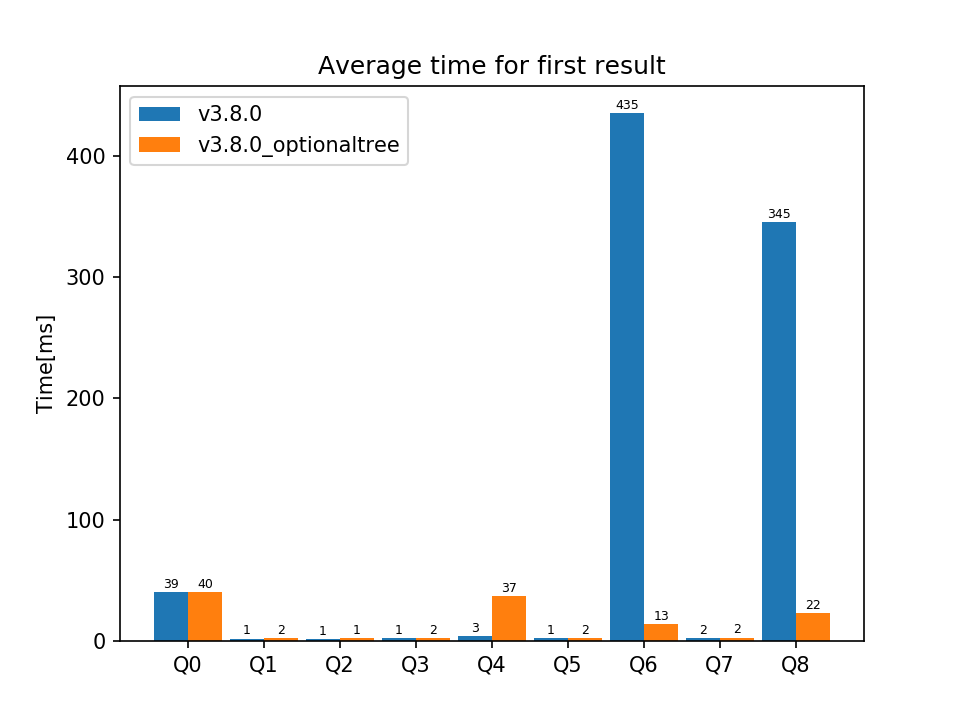 Average time for first result
v3.8.0
v3.8.0_optionaltree
Time[ms]
400
300
200
100
0
39 40 1 2 1 1 1 2 3 37 1 2 435 13 2 2 345 22
Q0 Q1 Q2 Q3 Q4 Q5 Q6 Q7 Q8